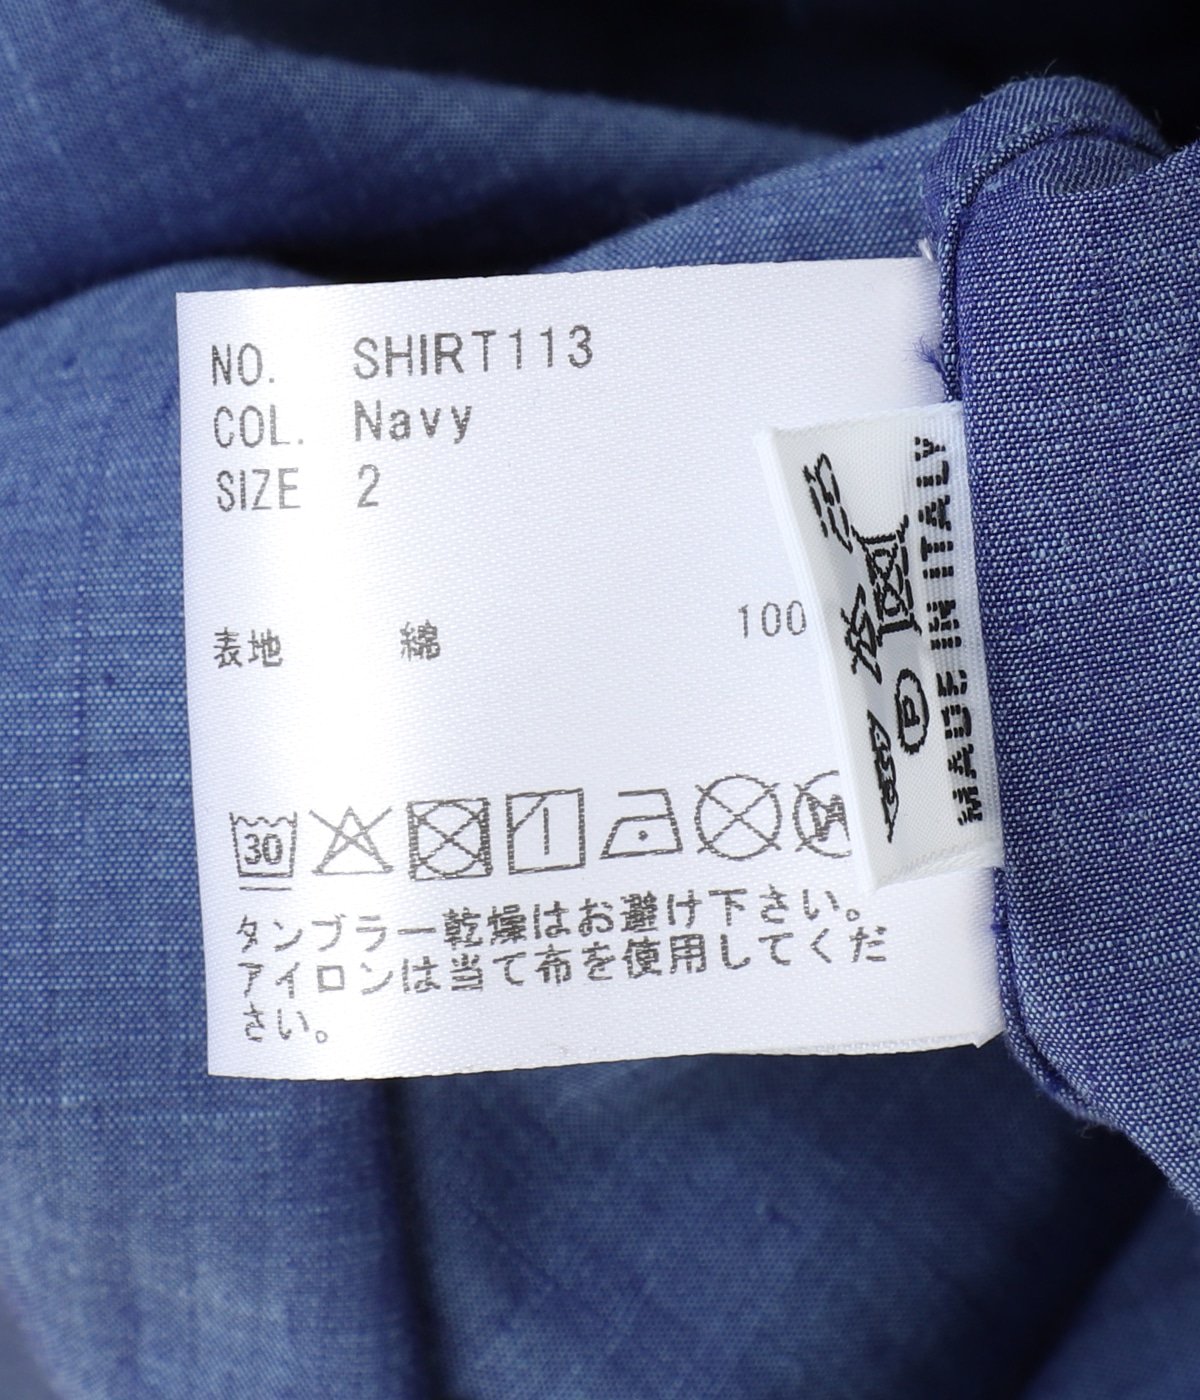 NO. SHIRT113
COL. Navy
SIZE 2
表地 綿 100
30
タンブラー乾燥はお避け下さい。
アイロンは当て布を使用してくだ
さい。
P
MADE IN ITALY